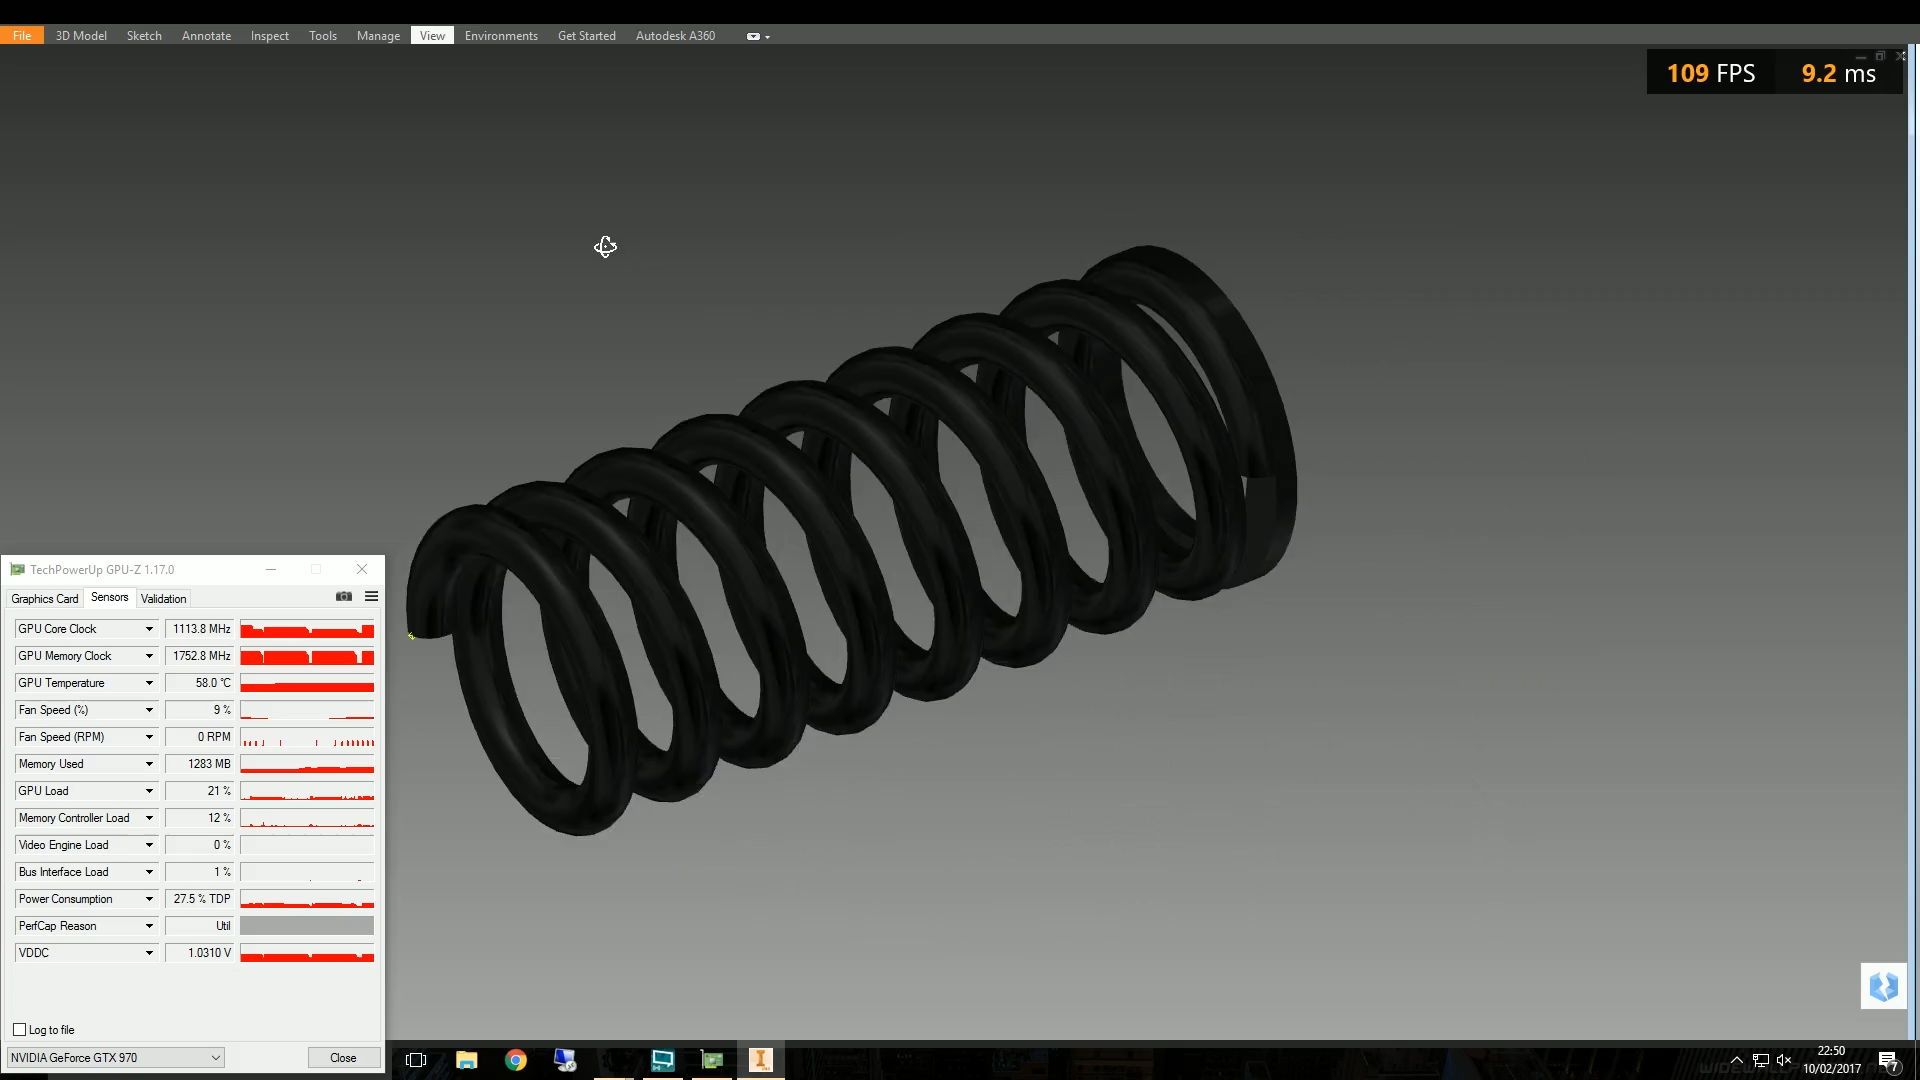 File 3D Model Sketch Annotate Inspect Tools Manage View Environments Get Started Autodesk A360
109 FPS 9.2 ms
TechPowerUp GPU-Z 1.17.0
Graphics Card Sensors Validation
GPU Core Clock 1113.8 MHz
GPU Memory Clock 1752.8 MHz
GPU Temperature 58.0 °C
Fan Speed (%) 9 %
Fan Speed (RPM) 0 RPM
Memory Used 1283 MB
GPU Load 21 %
Memory Controller Load 12 %
Video Engine Load 0 %
Bus Interface Load 1 %
Power Consumption 27.5 % TDP
PerfCap Reason Util
VDDC 1.0310 V
Log to file
NVIDIA GeForce GTX 970 Close
22:50
10/02/2017
7